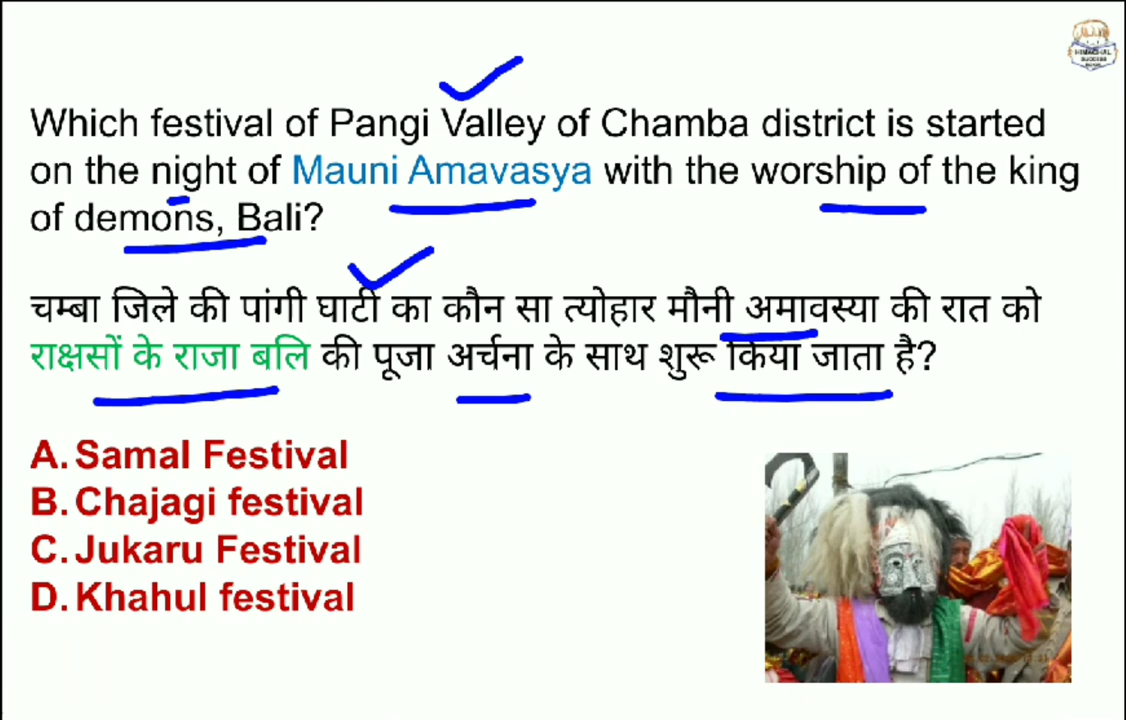 Which festival of Pangi Valley of Chamba district is started
on the night of Mauni Amavasya with the worship of the king
of demons, Bali?
चम्बा जिले की पांगी घाटी का कौन सा त्योहार मौनी अमावस्या की रात को
राक्षसों के राजा बलि की पूजा अर्चना के साथ शुरू किया जाता है?
A. Samal Festival
B. Chajagi festival
C. Jukaru Festival
D. Khahul festival